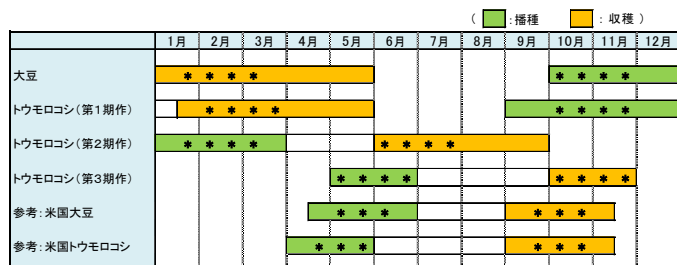 ( :播種 : 収穫 )
1月 2月 3月 4月 5月 6月 7月 8月 9月 10月 11月 12月
大豆 * * * * * * * *
トウモロコシ(第1期作) * * * * * * * *
トウモロコシ(第2期作) * * * * * * * *
トウモロコシ(第3期作) * * * * * * * *
参考:米国大豆 * * * * * *
参考:米国トウモロコシ * * * * * *